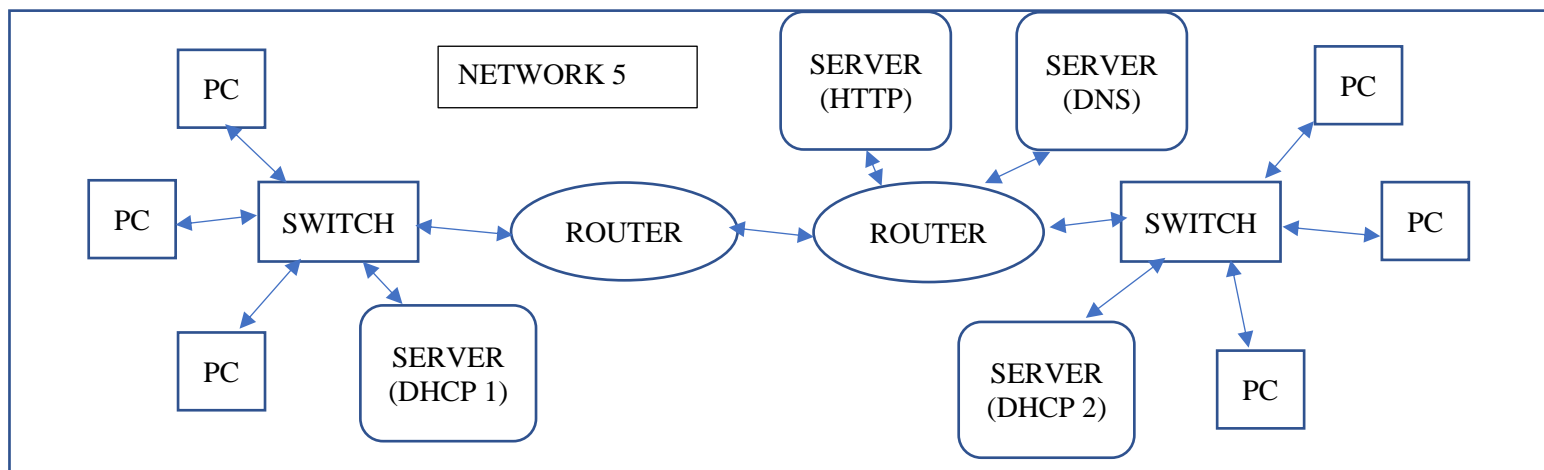 PC
NETWORK 5
SERVER
(HTTP)
SERVER
(DNS)
PC
PC
SWITCH
ROUTER
ROUTER
SWITCH
PC
PC
SERVER
(DHCP 1)
SERVER
(DHCP 2)
PC